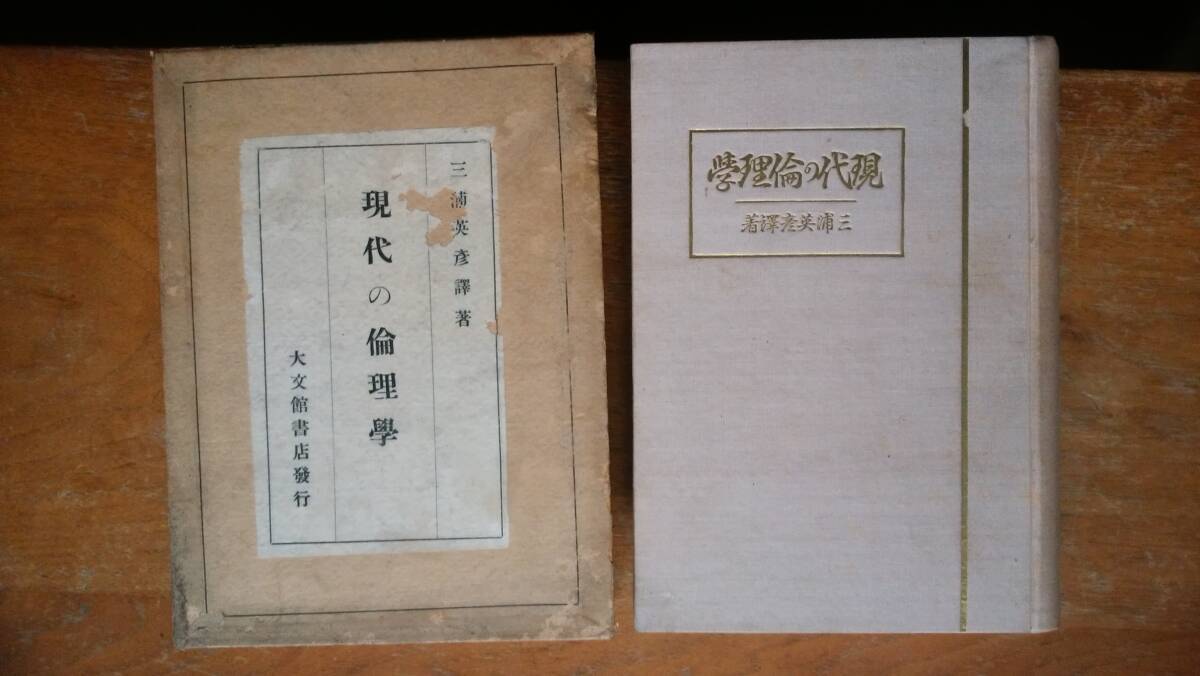 三浦英彦譯著
現代の倫理學
大文館書店發行
現代の倫理學
三浦英彦譯著